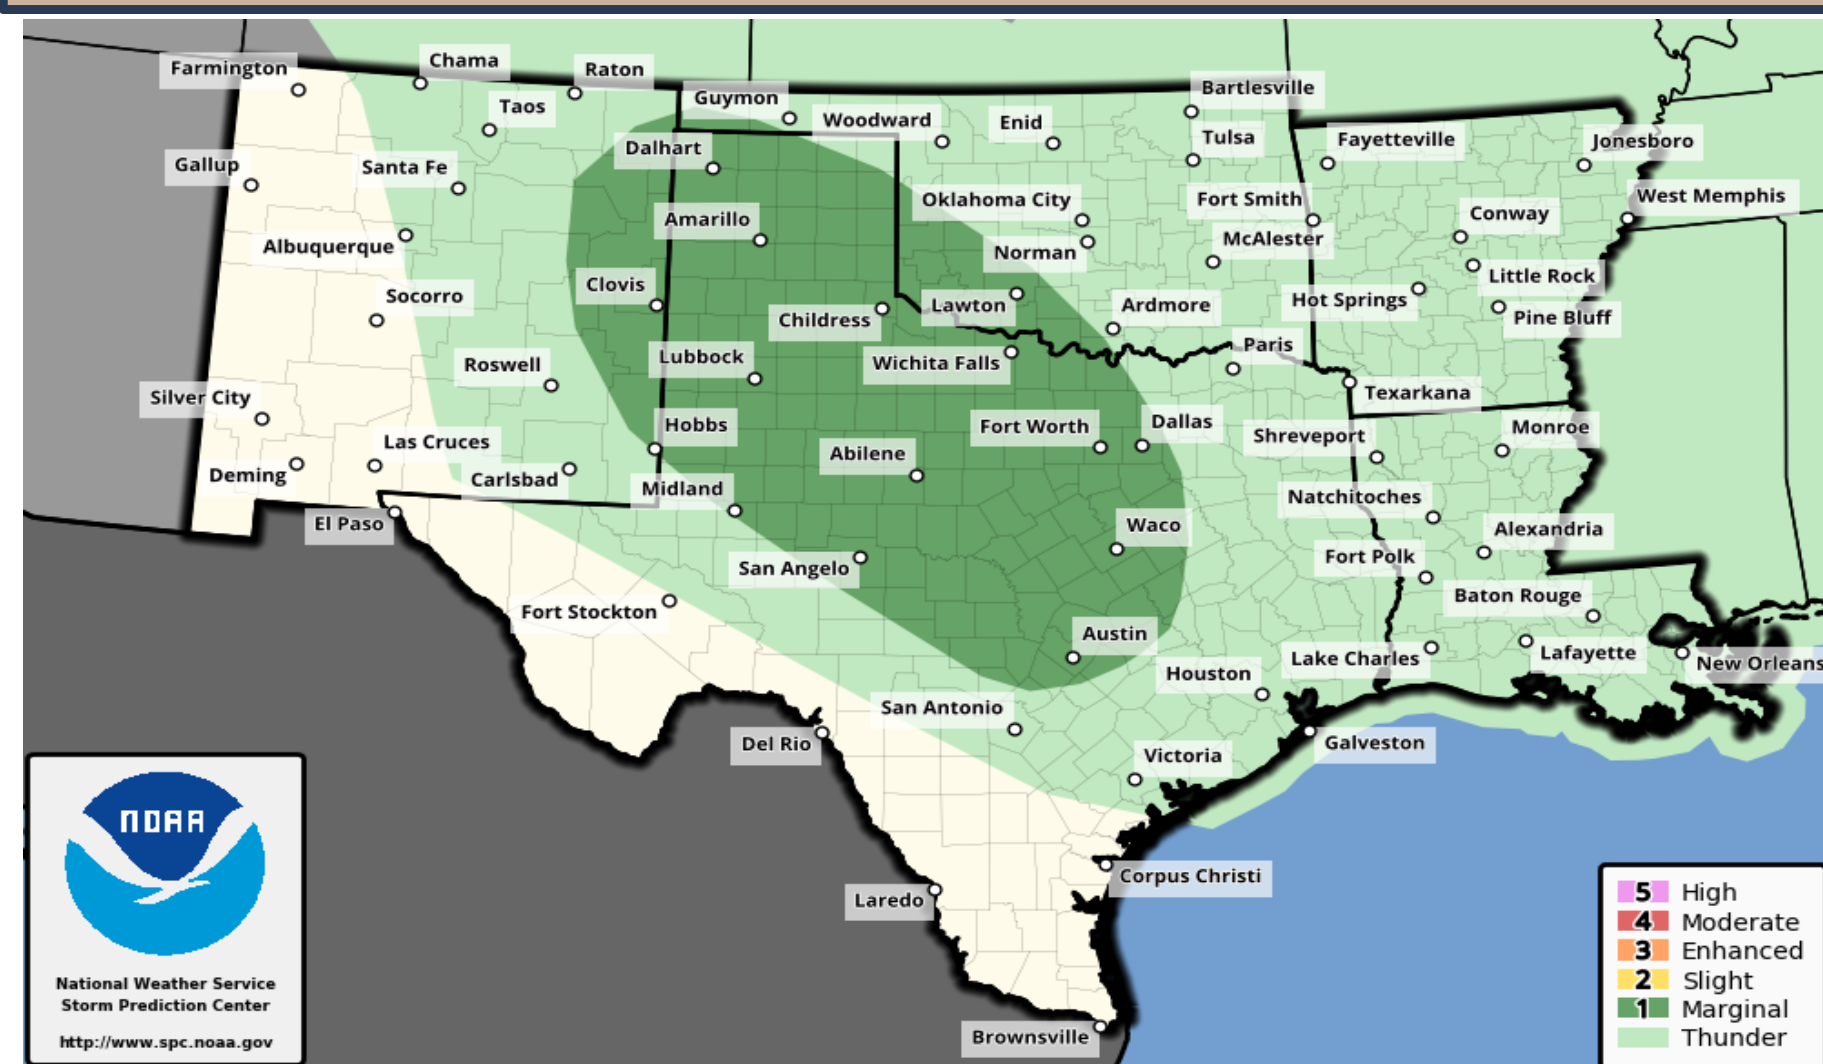 Farmington
Chama
Raton
Taos
Guymon
Woodward
Enid
Bartlesville
Tulsa
Fayetteville
Jonesboro
Gallup
Santa Fe
Dalhart
Amarillo
Oklahoma City
Norman
Fort Smith
McAlester
Conway
West Memphis
Albuquerque
Socorro
Clovis
Childress
Lawton
Ardmore
Hot Springs
Little Rock
Pine Bluff
Roswell
Lubbock
Wichita Falls
Paris
Texarkana
Silver City
Las Cruces
Hobbs
Abilene
Fort Worth
Dallas
Shreveport
Monroe
Deming
Carlsbad
Midland
Natchitoches
El Paso
San Angelo
Waco
Alexandria
Fort Polk
Fort Stockton
Austin
Baton Rouge
Houston
Lake Charles
Lafayette
New Orleans
Del Rio
San Antonio
Victoria
Galveston
Laredo
Corpus Christi
Brownsville
NOAA
National Weather Service
Storm Prediction Center
http://www.spc.noaa.gov
5 High
4 Moderate
3 Enhanced
2 Slight
1 Marginal
Thunder